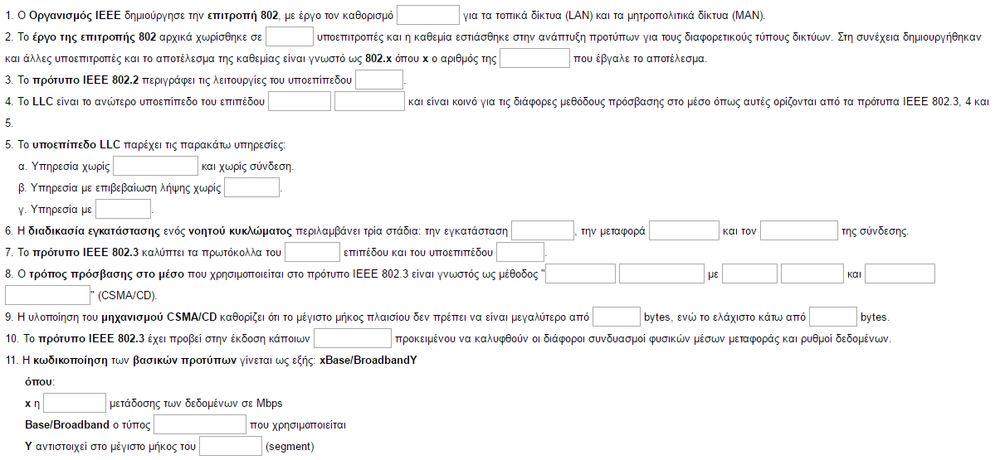 1. Ο Οργανισμός ΙΕΕΕ δημιούργησε την επιτροπή 802, με έργο τον καθορισμό για τα τοπικά δίκτυα (LAN) και τα μητροπολιτικά δίκτυα (MAN).
2. Το έργο της επιτροπής 802 αρχικά χωρίσθηκε σε υποεπιτροπές και η καθεμία εστιάσθηκε στην ανάπτυξη προτύπων για τους διαφορετικούς τύπους δικτύων. Στη συνέχεια δημιουργήθηκαν
και άλλες υποεπιτροπές και το αποτέλεσμα της καθεμίας είναι γνωστό ως 802.x όπου x ο αριθμός της που έβγαλε το αποτέλεσμα.
3. Το πρότυπο ΙΕΕΕ 802.2 περιγράφει τις λειτουργίες του υποεπίπεδου .
4. Το LLC είναι το ανώτερο υποεπίπεδο του επιπέδου και είναι κοινό για τις διάφορες μεθόδους πρόσβασης στο μέσο όπως αυτές ορίζονται από τα πρότυπα ΙΕΕΕ 802.3, 4 και
5.
5. Το υποεπίπεδο LLC παρέχει τις παρακάτω υπηρεσίες:
α. Υπηρεσία χωρίς και χωρίς σύνδεση.
β. Υπηρεσία με επιβεβαίωση λήψης χωρίς .
γ. Υπηρεσία με .
6. Η διαδικασία εγκατάστασης ενός νοητού κυκλώματος περιλαμβάνει τρία στάδια: την εγκατάσταση , την μεταφορά και τον της σύνδεσης.
7. Το πρότυπο ΙΕΕΕ 802.3 καλύπτει τα πρωτόκολλα του επιπέδου και του υποεπιπέδου .
8. Ο τρόπος πρόσβασης στο μέσο που χρησιμοποιείται στο πρότυπο ΙΕΕΕ 802.3 είναι γνωστός ως μέθοδος " με και
" (CSMA/CD).
9. Η υλοποίηση του μηχανισμού CSMA/CD καθορίζει ότι το μέγιστο μήκος πλαισίου δεν πρέπει να είναι μεγαλύτερο από bytes, ενώ το ελάχιστο κάτω από bytes.
10. Το πρότυπο ΙΕΕΕ 802.3 έχει προβεί στην έκδοση κάποιων προκειμένου να καλυφθούν οι διάφοροι συνδυασμοί φυσικών μέσων μεταφοράς και ρυθμοί δεδομένων.
11. Η κωδικοποίηση των βασικών προτύπων γίνεται ως εξής: xBase/BroadbandY
όπου:
x η μετάδοσης των δεδομένων σε Mbps
Base/Broadband ο τύπος που χρησιμοποιείται
Y αντιστοιχεί στο μέγιστο μήκος του (segment)